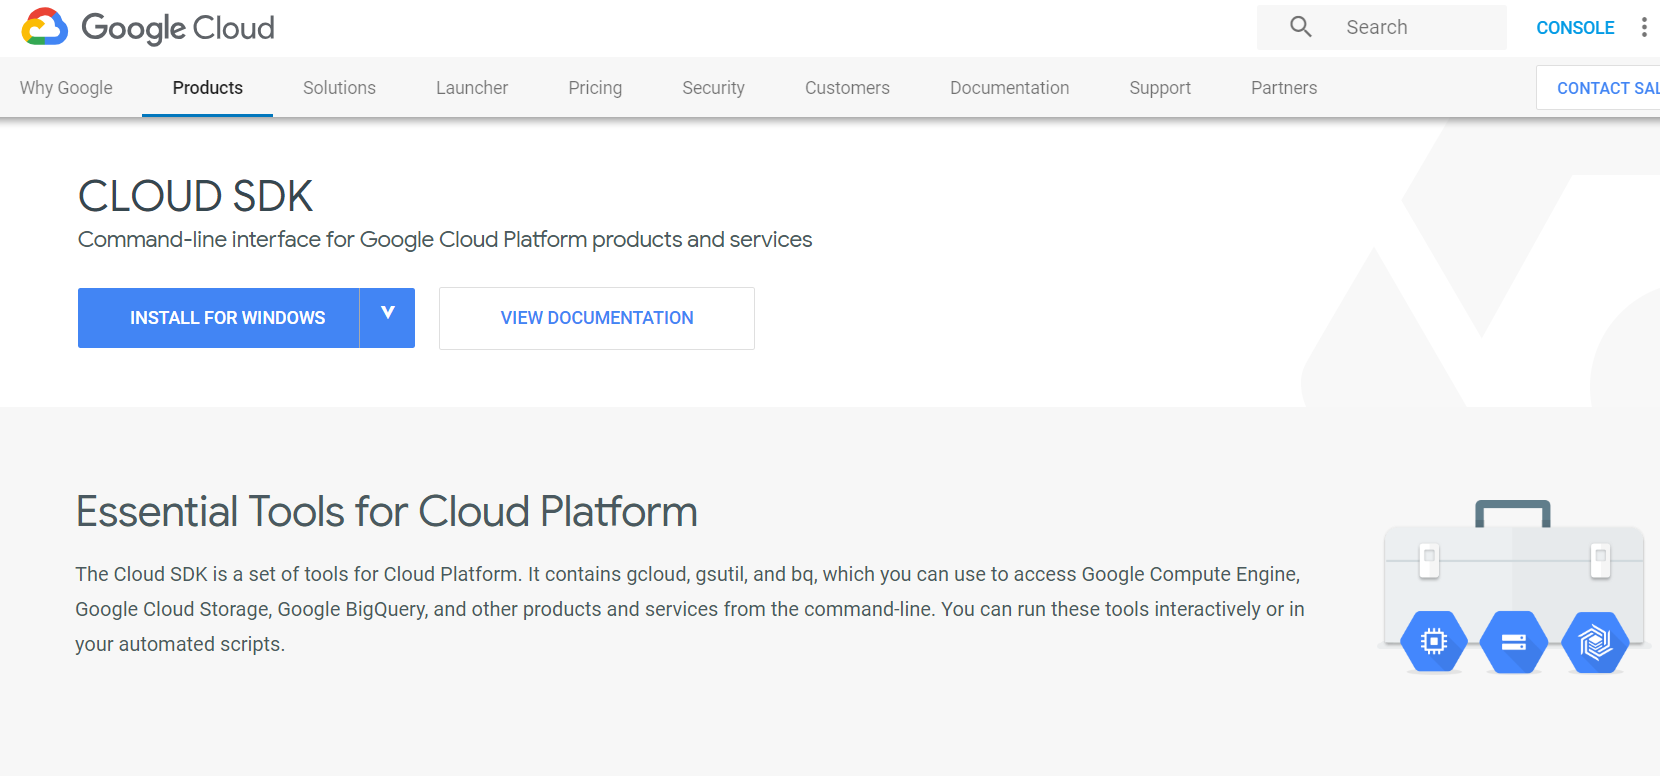 Google Cloud
Search
CONSOLE
Why Google
Products
Solutions
Launcher
Pricing
Security
Customers
Documentation
Support
Partners
CONTACT SAL
CLOUD SDK
Command-line interface for Google Cloud Platform products and services
INSTALL FOR WINDOWS
VIEW DOCUMENTATION
Essential Tools for Cloud Platform
The Cloud SDK is a set of tools for Cloud Platform. It contains gcloud, gsutil, and bq, which you can use to access Google Compute Engine,
Google Cloud Storage, Google BigQuery, and other products and services from the command-line. You can run these tools interactively or in
your automated scripts.